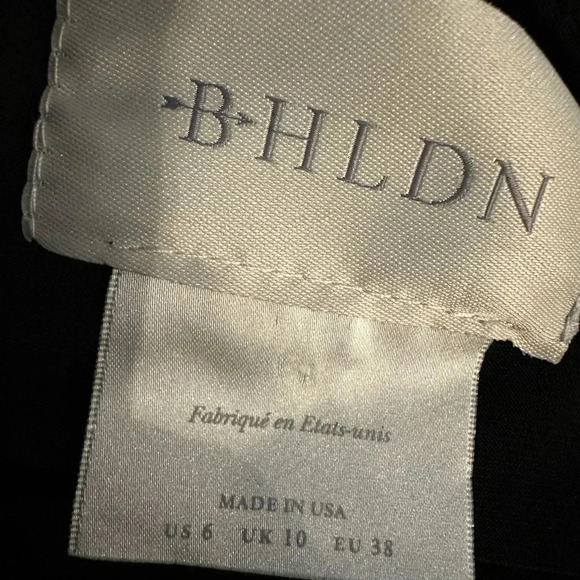 BHLDN
Fabriqué en Etats-unis
MADE IN USA
US 6 UK 10 EU 38